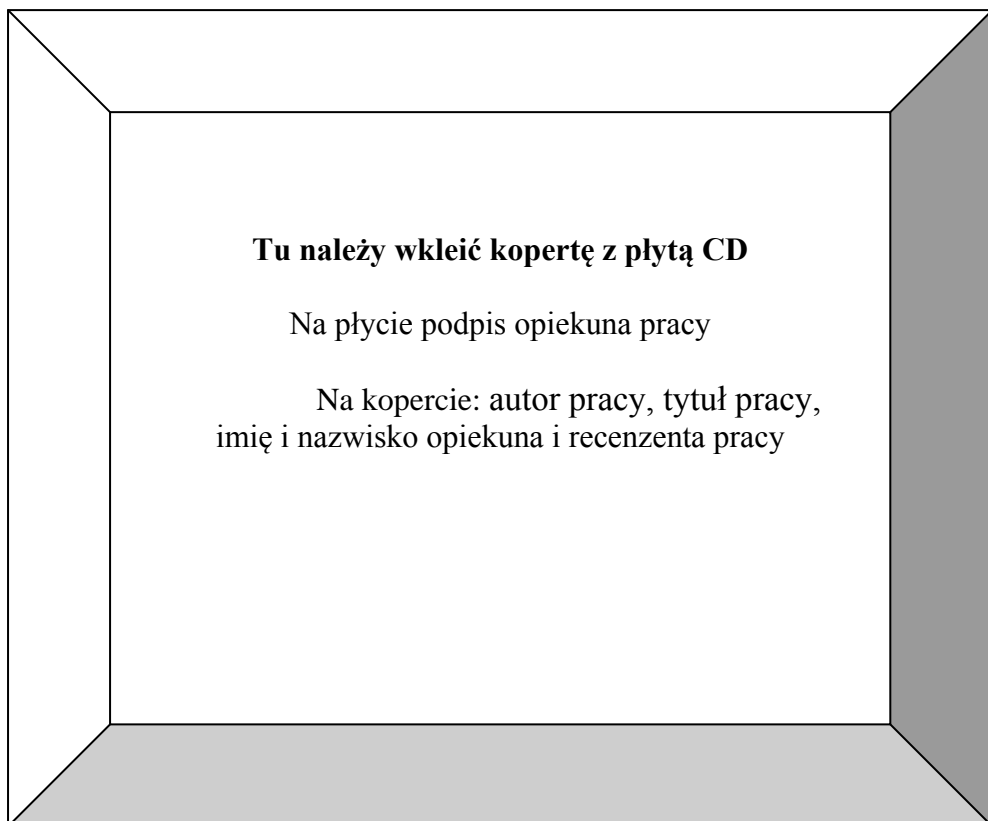 Tu należy wkleić kopertę z płytą CD
Na płycie podpis opiekuna pracy
Na kopercie: autor pracy, tytuł pracy,
imię i nazwisko opiekuna i recenzenta pracy